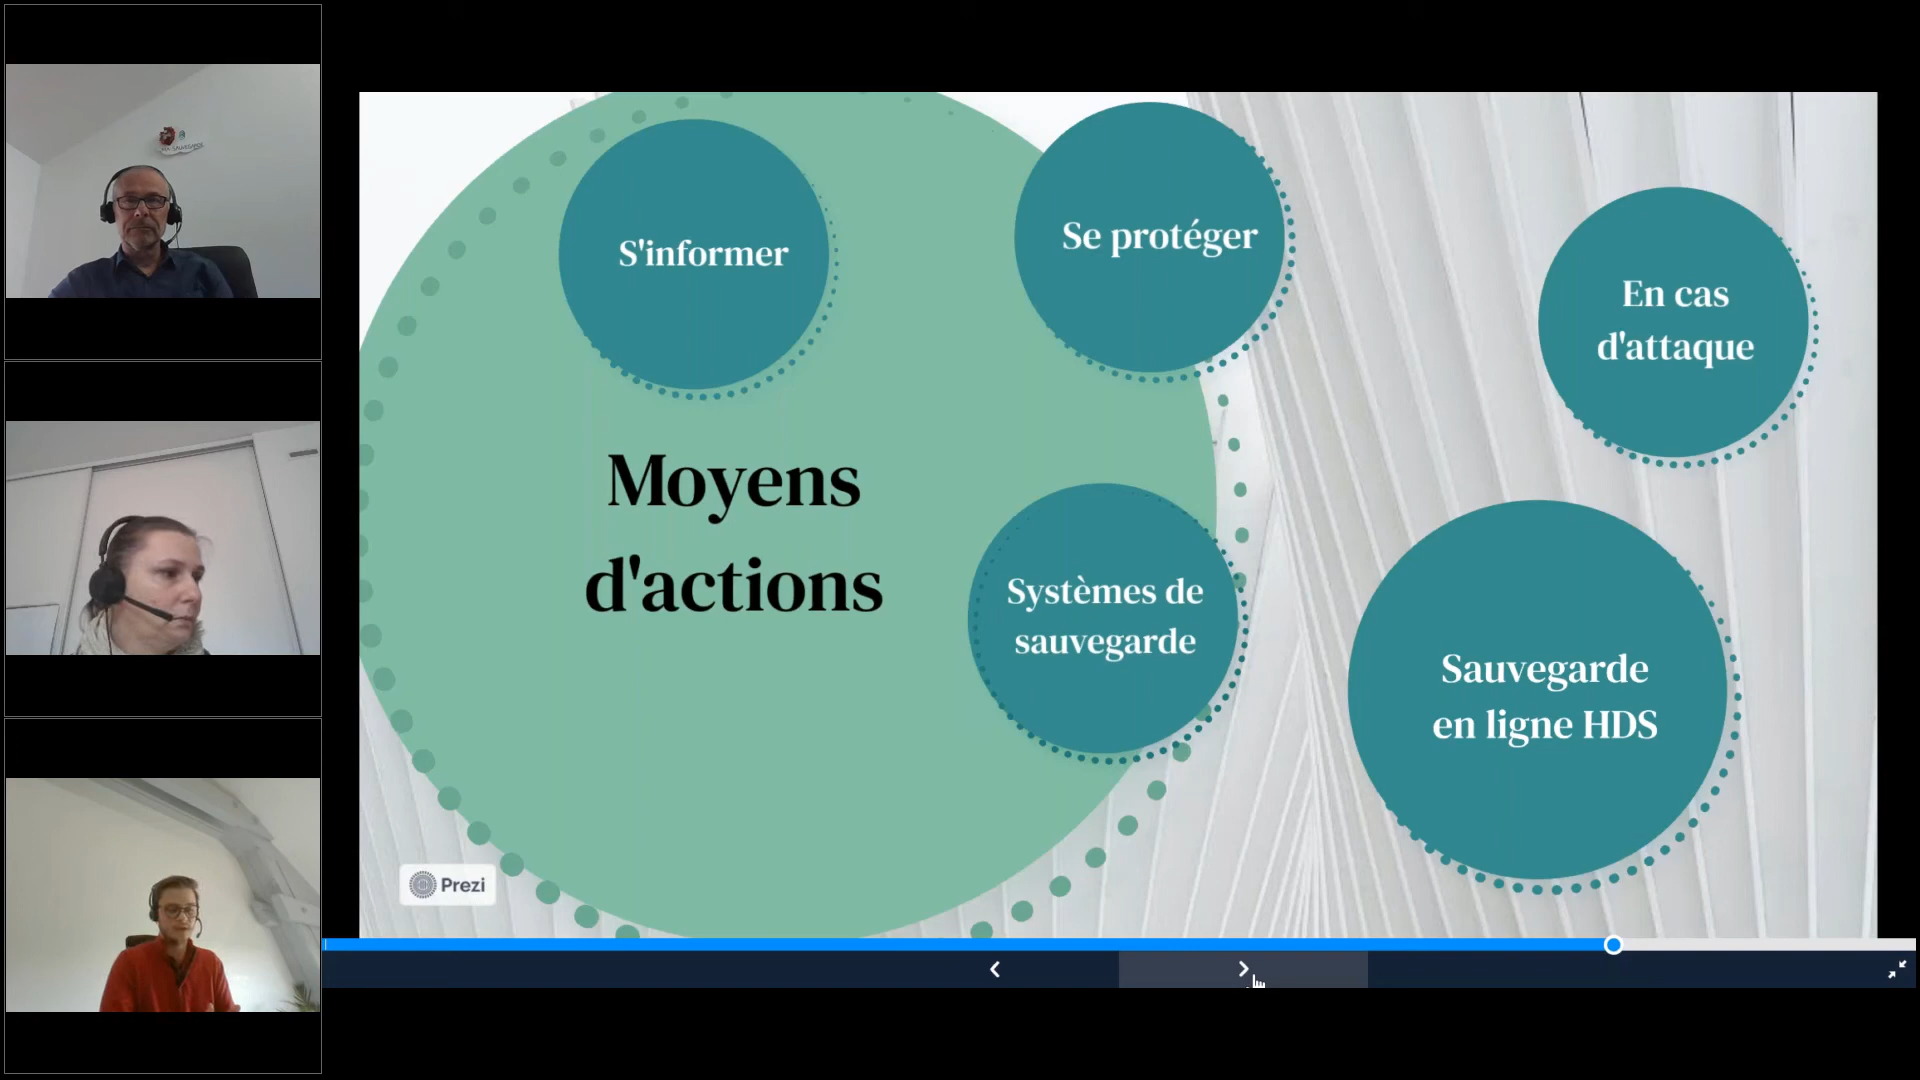 S'informer
Se protéger
En cas
d'attaque
Moyens
d'actions
Systèmes de
sauvegarde
Sauvegarde
en ligne HDS
Prezi